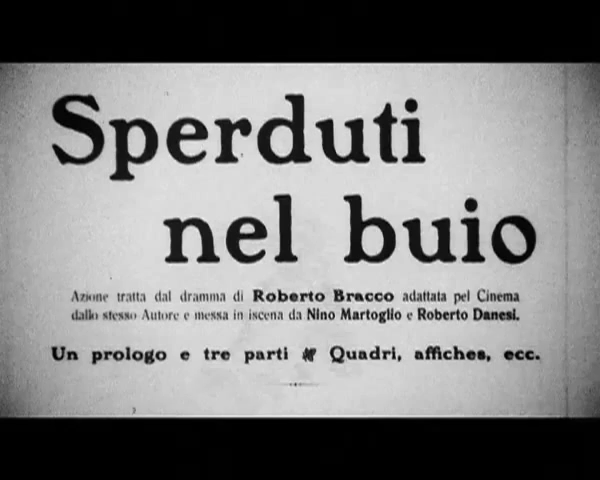 Sperduti
nel buio
Azione tratta dal dramma di Roberto Bracco adattata pel Cinema
dallo stesso Autore e messa in iscena da Nino Martoglio e Roberto Danesi.
Un prologo e tre parti Quadri, affiches, ecc.